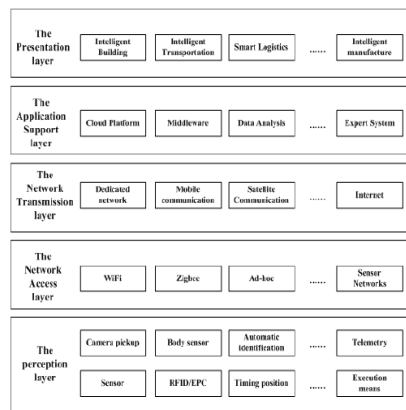 The
Presentation
layer
Intelligent
Building
Intelligent
Transportation
Smart Logistics
......
Intelligent
manufacture
The
Application
Support
layer
Cloud Platform
Middleware
Data Analysis
......
Expert System
The
Network
Transmission
layer
Dedicated
network
Mobile
communication
Satellite
Communication
......
Internet
The
Network
Access
layer
WiFi
Zigbee
Ad-hoc
......
Sensor
Networks
The
perception
layer
Camera pickup
Body sensor
Automatic
identification
......
Telemetry
Sensor
RFID/EPC
Timing position
......
Execution
means